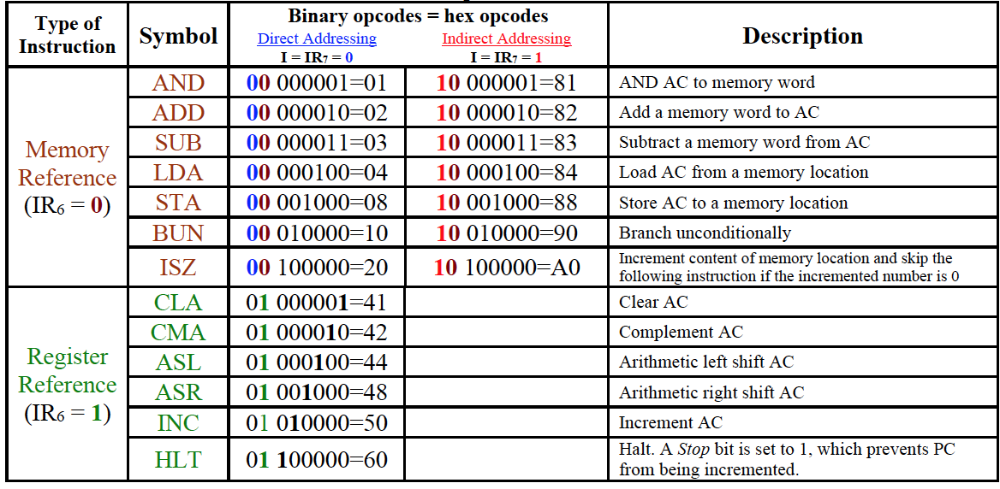 Type of Instruction Symbol Binary opcodes = hex opcodes Description
Direct Addressing Indirect Addressing
I = IR7 = 0 I = IR7 = 1
Memory Reference (IR6 = 0)
AND 00 000001=01 10 000001=81 AND AC to memory word
ADD 00 000010=02 10 000010=82 Add a memory word to AC
SUB 00 000011=03 10 000011=83 Subtract a memory word from AC
LDA 00 000100=04 10 000100=84 Load AC from a memory location
STA 00 001000=08 10 001000=88 Store AC to a memory location
BUN 00 010000=10 10 010000=90 Branch unconditionally
ISZ 00 100000=20 10 100000=A0 Increment content of memory location and skip the
following instruction if the incremented number is 0
Register Reference (IR6 = 1)
CLA 01 000001=41 Clear AC
CMA 01 000010=42 Complement AC
ASL 01 000100=44 Arithmetic left shift AC
ASR 01 001000=48 Arithmetic right shift AC
INC 01 010000=50 Increment AC
HLT 01 100000=60 Halt. A Stop bit is set to 1, which prevents PC
from being incremented.